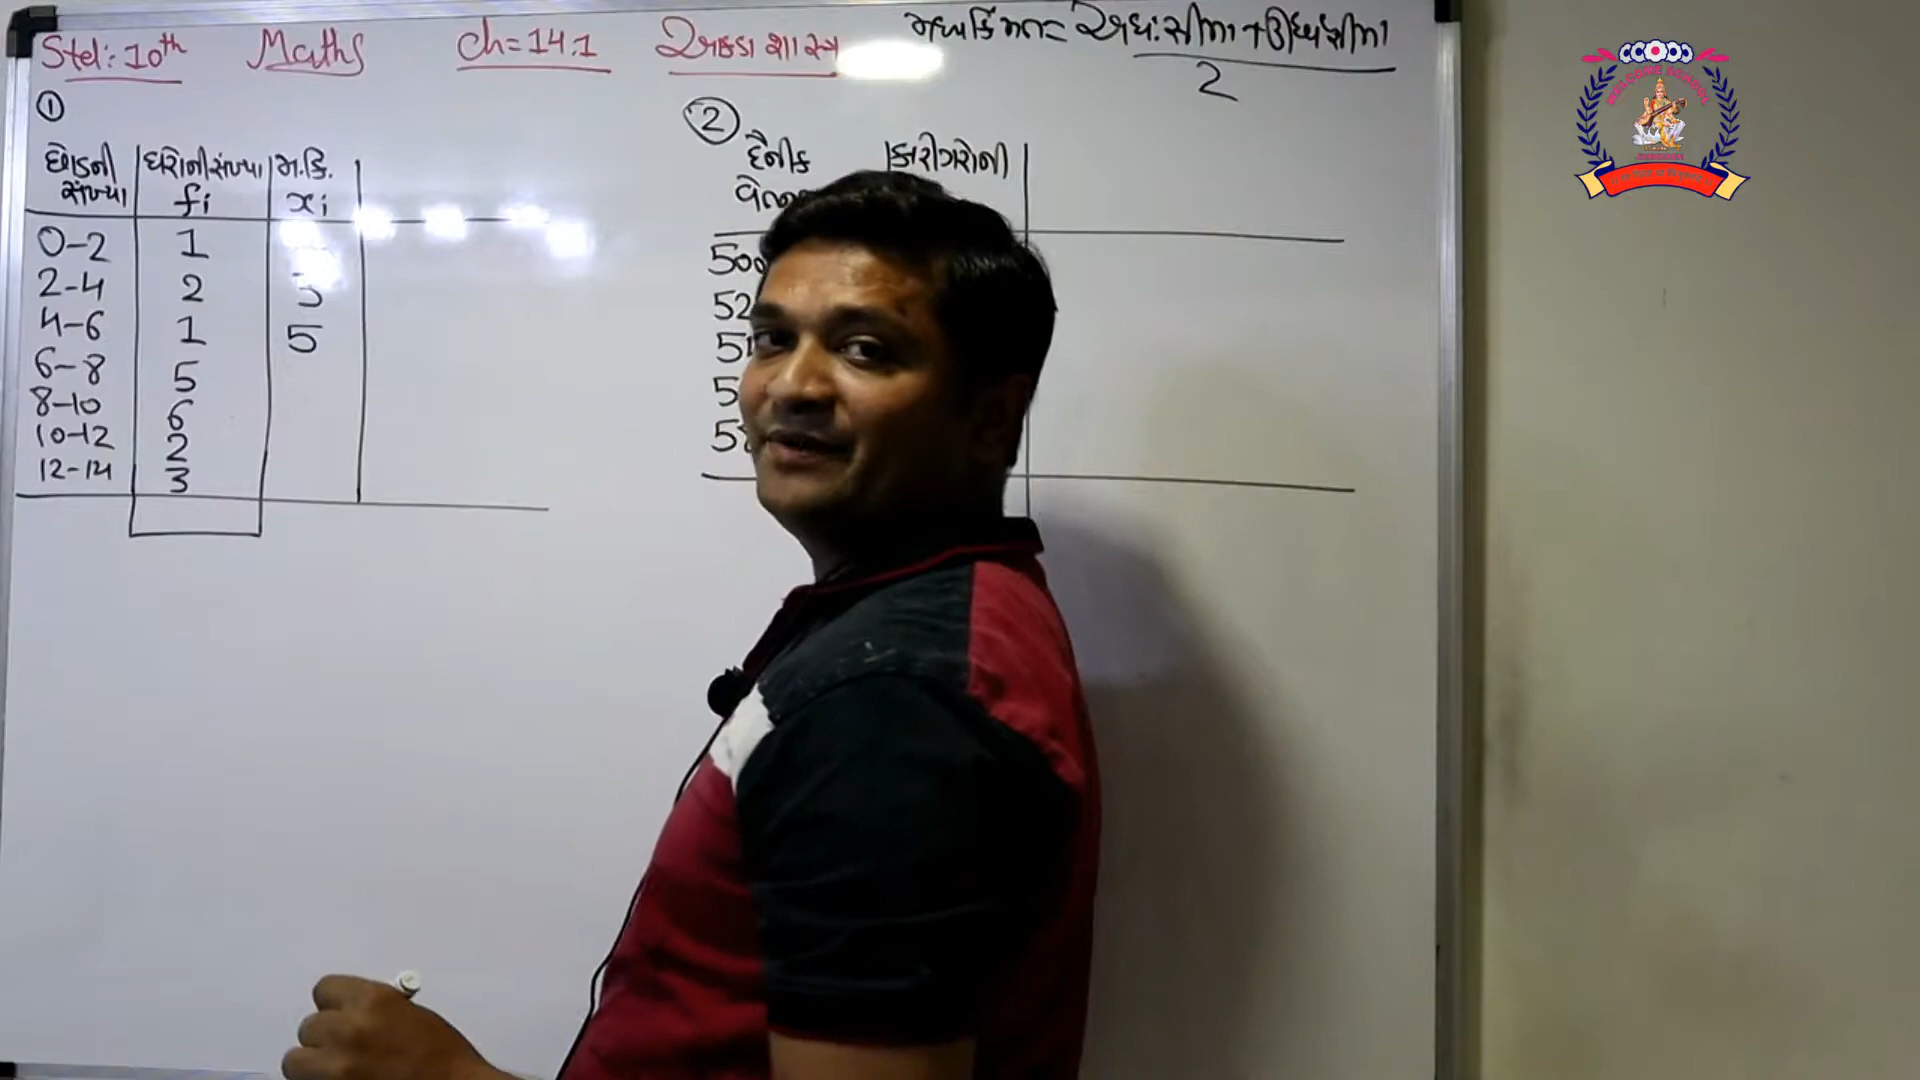 Std:10th Maths Ch=14.1 આંકડાશાસ્ત્ર
મધ્યકિંમત = અધઃસીમા + ઊર્ધ્વસીમા
2
①
છોડની ઘરોની સંખ્યા મ.કિ.
સંખ્યા fi xi
0-2 1
2-4 2
4-6 1 5
6-8 5
8-10 6
10-12 2
12-14 3
②
દૈનીક કારીગરોની
WELCOME SCHOOL